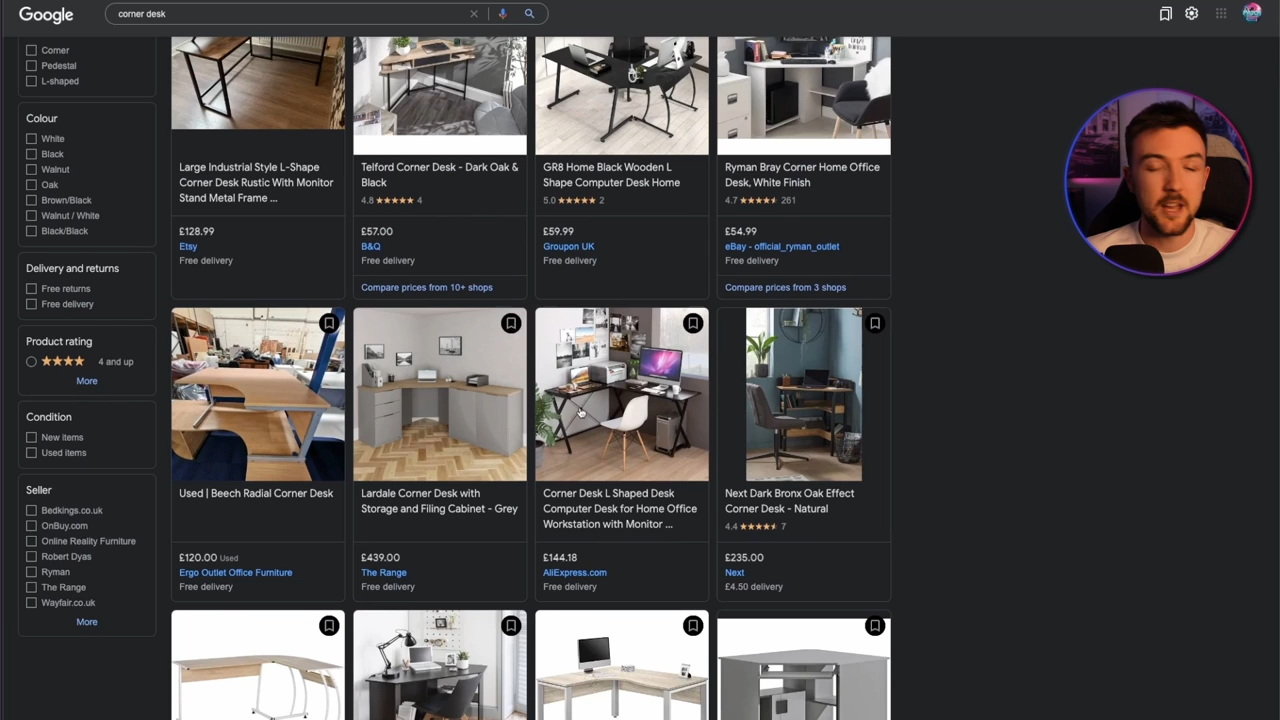 Google
corner desk
Corner
Pedestal
L-shaped
Colour
White
Black
Walnut
Oak
Brown/Black
Walnut / White
Black/Black
Delivery and returns
Free returns
Free delivery
Product rating
4 and up
More
Condition
New items
Used items
Seller
Bedkings.co.uk
OnBuy.com
Online Reality Furniture
Robert Dyas
Ryman
The Range
Wayfair.co.uk
More
Large Industrial Style L-Shape
Corner Desk Rustic With Monitor
Stand Metal Frame ...
£128.99
Etsy
Free delivery
Telford Corner Desk - Dark Oak &
Black
4.8 ★★★★★ 4
£57.00
B&Q
Free delivery
Compare prices from 10+ shops
GR8 Home Black Wooden L
Shape Computer Desk Home
5.0 ★★★★★ 2
£59.99
Groupon UK
Free delivery
Ryman Bray Corner Home Office
Desk, White Finish
4.7 ★★★★★ 261
£54.99
eBay - official_ryman_outlet
Free delivery
Compare prices from 3 shops
Used | Beech Radial Corner Desk
£120.00 Used
Ergo Outlet Office Furniture
Free delivery
Lardale Corner Desk with
Storage and Filing Cabinet - Grey
£439.00
The Range
Free delivery
Corner Desk L Shaped Desk
Computer Desk for Home Office
Workstation with Monitor ...
£144.18
AliExpress.com
Free delivery
Next Dark Bronx Oak Effect
Corner Desk - Natural
4.4 ★★★★★ 7
£235.00
Next
£4.50 delivery